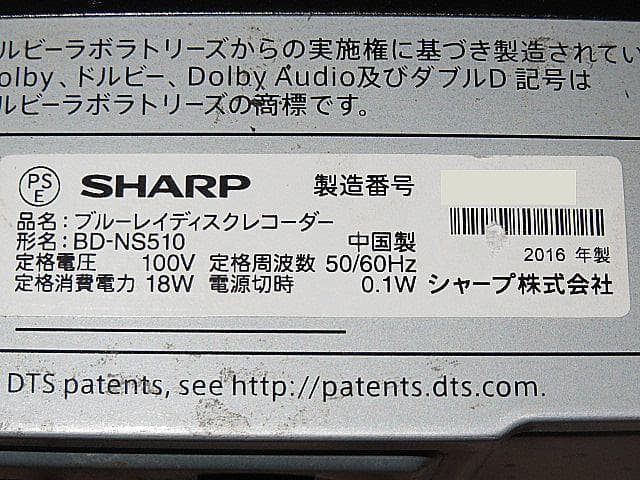 ルビーラボラトリーズからの実施権に基づき製造されてい
olby、ドルビー、Dolby Audio及びダブルD 記号は
ルビーラボラトリーズの商標です。
PS
E
SHARP 製造番号
品名：ブルーレイディスクレコーダー
形名：BD-NS510 中国製 2016 年製
定格電圧 100V 定格周波数 50/60Hz
定格消費電力 18W 電源切時 0.1W シャープ株式会社
DTS patents, see http://patents.dts.com.